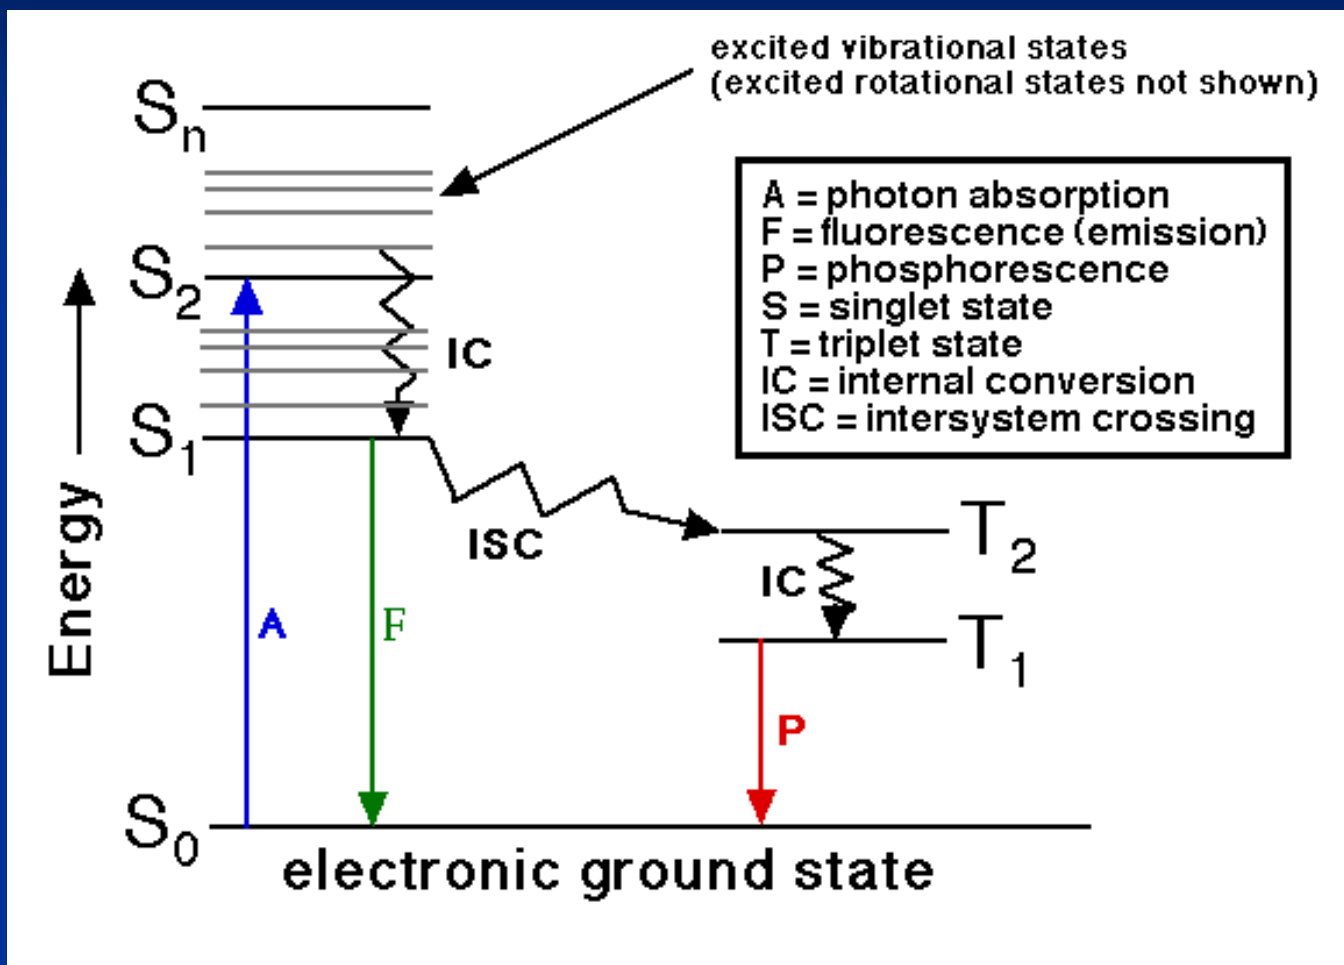 excited vibrational states
(excited rotational states not shown)
Sn
A = photon absorption
F = fluorescence (emission)
P = phosphorescence
S = singlet state
T = triplet state
IC = internal conversion
ISC = intersystem crossing
S2
IC
S1
Energy
ISC
T2
IC
A
F
T1
P
S0
electronic ground state